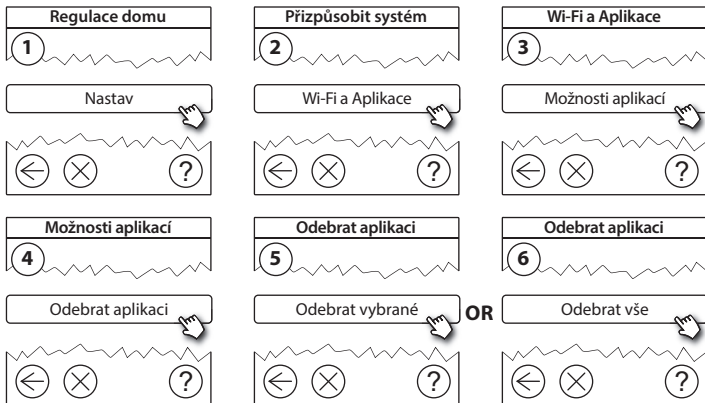 Regulace domu
1
Nastav
?
Přizpůsobit systém
2
Wi-Fi a Aplikace
?
Wi-Fi a Aplikace
3
Možnosti aplikací
?
Možnosti aplikací
4
Odebrat aplikaci
?
Odebrat aplikaci
5
Odebrat vybrané
?
OR
Odebrat aplikaci
6
Odebrat vše
?